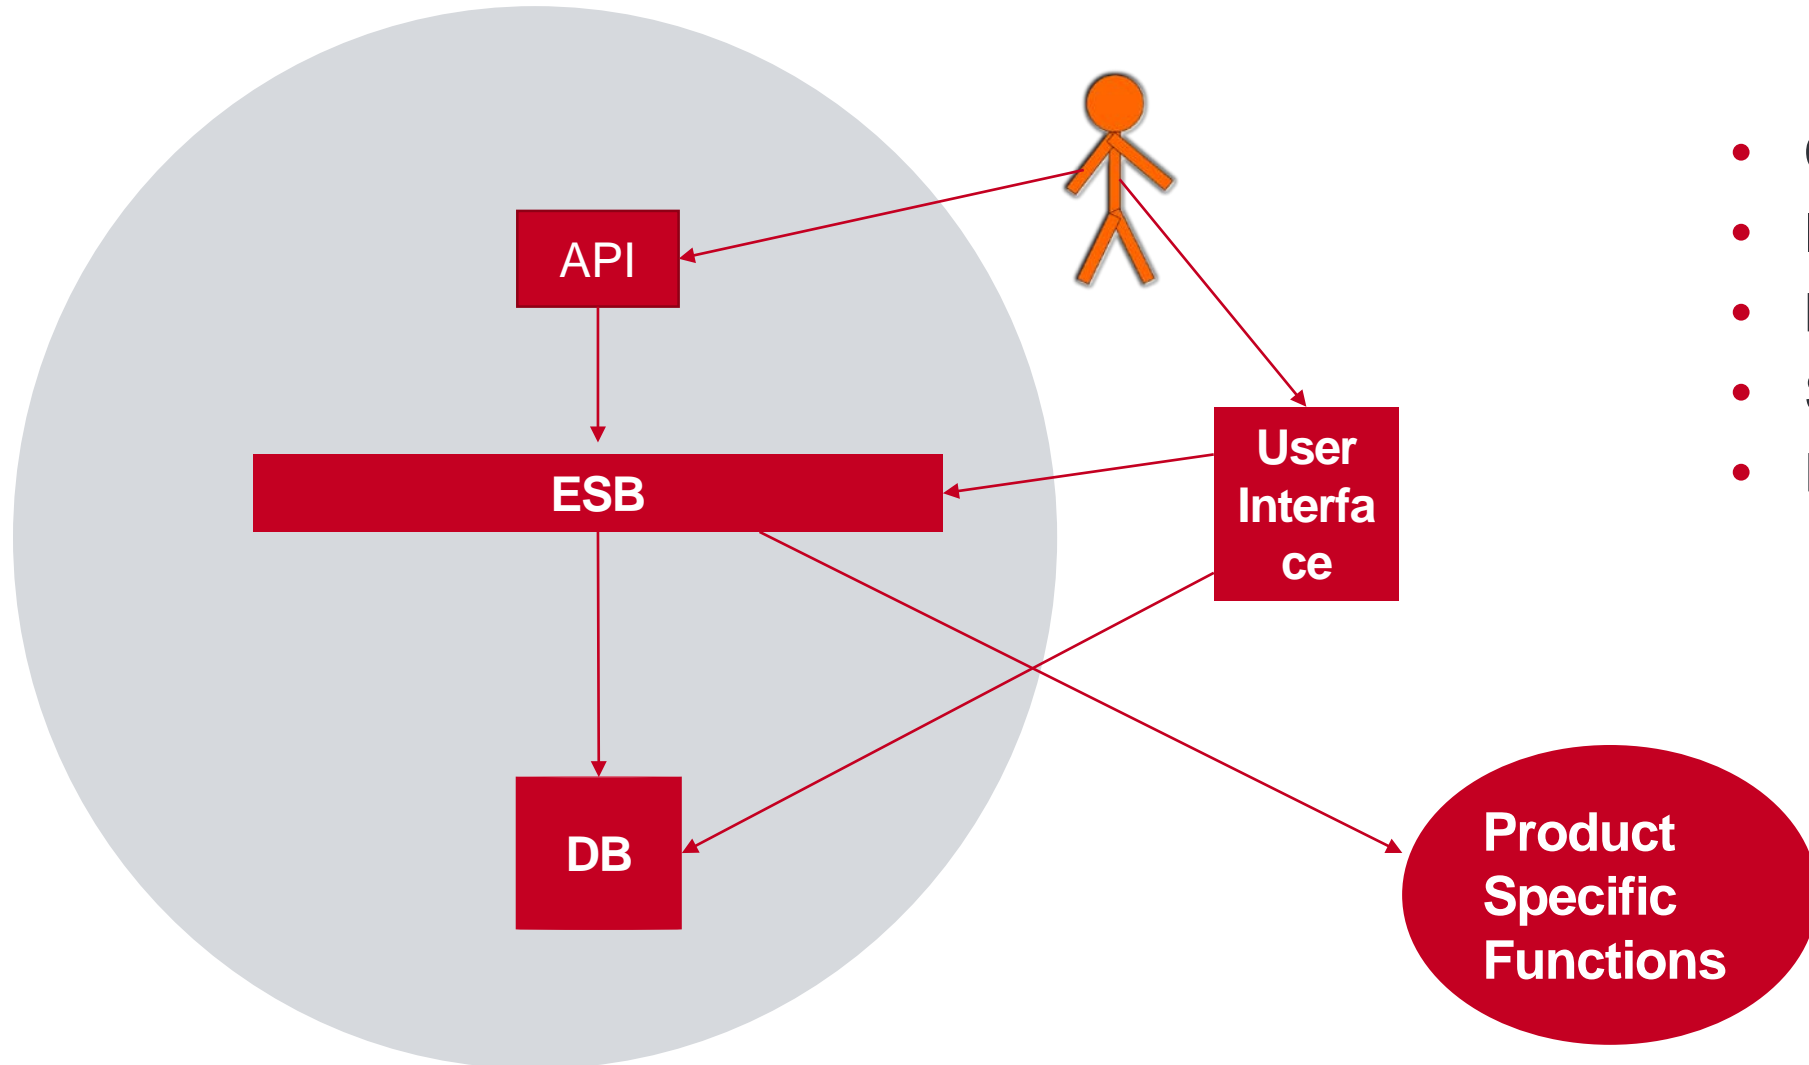 API
ESB
User
Interfa
ce
DB
Product
Specific
Functions